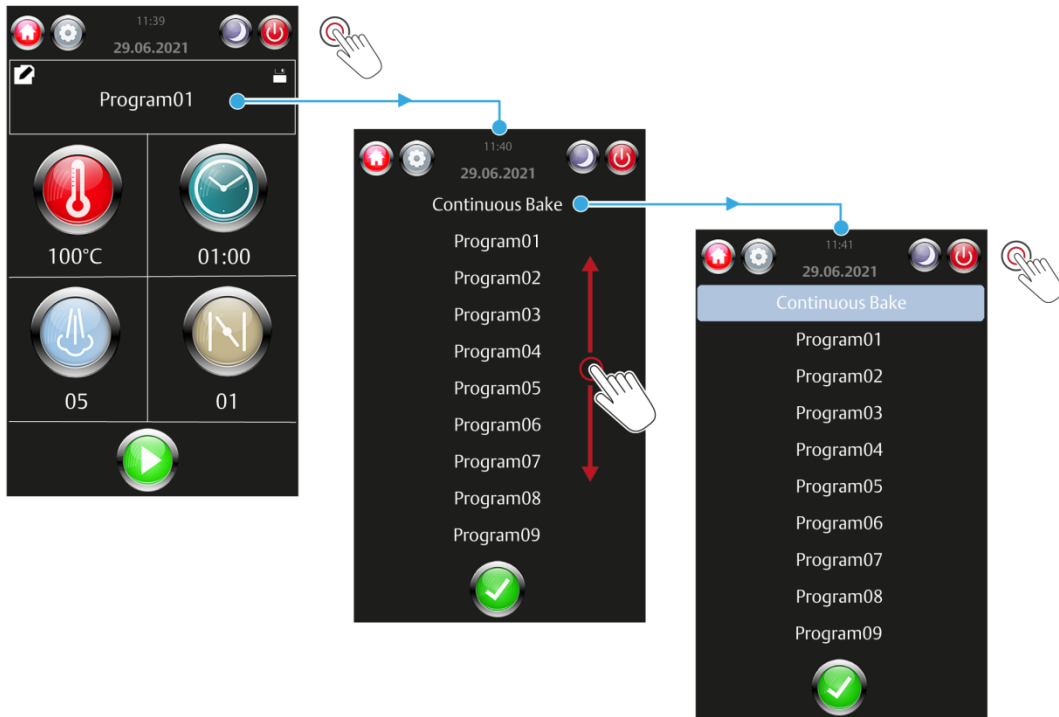 11:39
29.06.2021
Program01
100°C
01:00
05
01
11:40
29.06.2021
Continuous Bake
Program01
Program02
Program03
Program04
Program05
Program06
Program07
Program08
Program09
11:41
29.06.2021
Continuous Bake
Program01
Program02
Program03
Program04
Program05
Program06
Program07
Program08
Program09